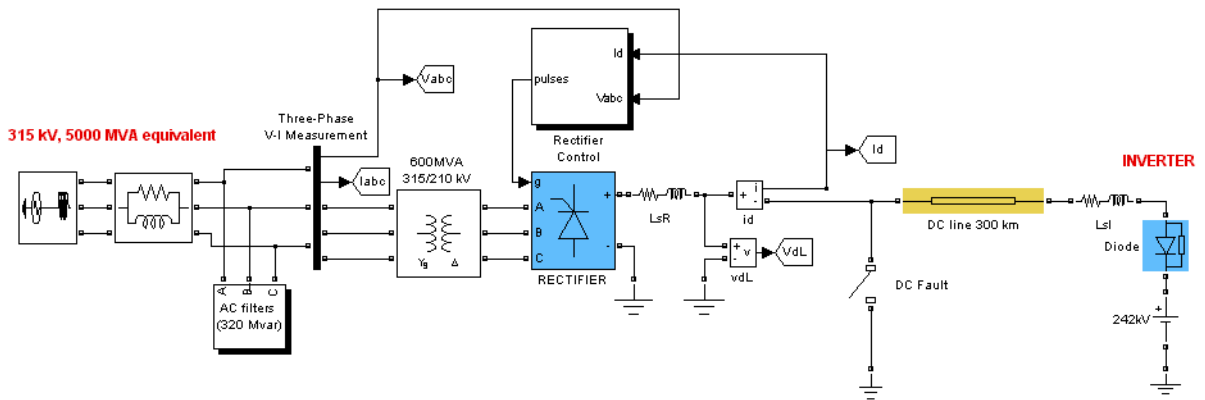 Id
pulses
Vabc
Rectifier
Control
Vabc
Three-Phase
V-I Measurement
315 kV, 5000 MVA equivalent
Iabc
600MVA
315/210 kV
Yg
Δ
g
A
B
C
+
-
RECTIFIER
LsR
+
-
i
id
Id
+
-
v
vdL
VdL
DC line 300 km
DC Fault
INVERTER
LsI
Diode
+
242kV
A
B
C
AC filters
(320 Mvar)